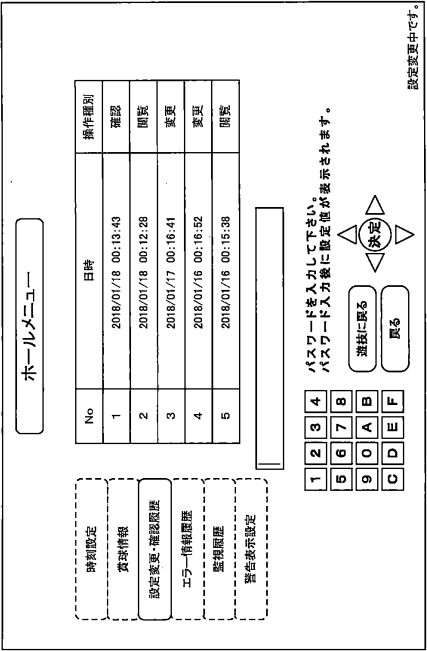 ホールメニュー
時刻設定
賞球情報
設定変更・確認履歴
エラー情報履歴
監視履歴
警告表示設定
No 日時 操作種別
1 2018/01/18 00:13:43 確認
2 2018/01/18 00:12:28 閲覧
3 2018/01/17 00:16:41 変更
4 2018/01/16 00:16:52 変更
5 2018/01/16 00:15:38 閲覧
パスワードを入力して下さい。
パスワード入力後に設定値が表示されます。
1 2 3 4
5 6 7 8
9 0 A B
C D E F
遊技に戻る
戻る
決定
設定変更中です。